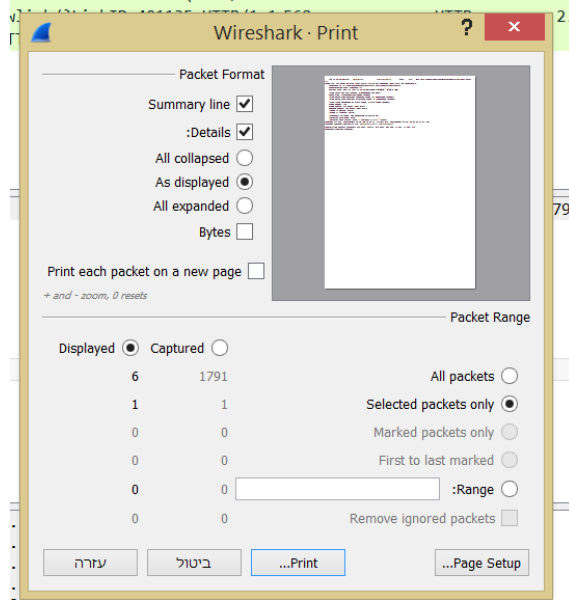 Wireshark · Print
Packet Format
Summary line
:Details
All collapsed
As displayed
All expanded
Bytes
Print each packet on a new page
+ and - zoom, 0 resets
Packet Range
Displayed Captured
6 1791 All packets
1 1 Selected packets only
0 0 Marked packets only
0 0 First to last marked
0 0 :Range
0 0 Remove ignored packets
עזרה ביטול ...Print ...Page Setup